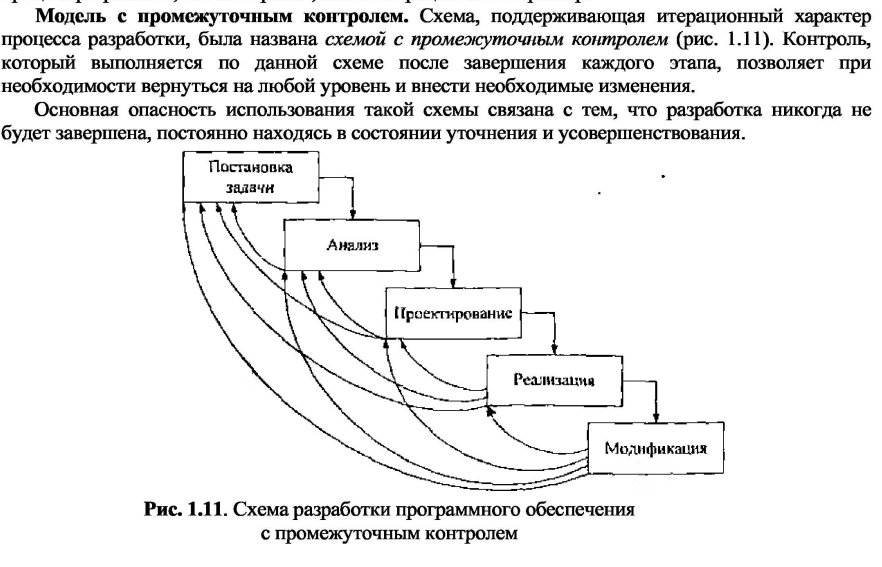 Модель с промежуточным контролем. Схема, поддерживающая итерационный характер
процесса разработки, была названа схемой с промежуточным контролем (рис. 1.11). Контроль,
который выполняется по данной схеме после завершения каждого этапа, позволяет при
необходимости вернуться на любой уровень и внести необходимые изменения.
Основная опасность использования такой схемы связана с тем, что разработка никогда не
будет завершена, постоянно находясь в состоянии уточнения и усовершенствования.
Постановка
задачи
Анализ
Проектирование
Реализация
Модификация
Рис. 1.11. Схема разработки программного обеспечения
с промежуточным контролем